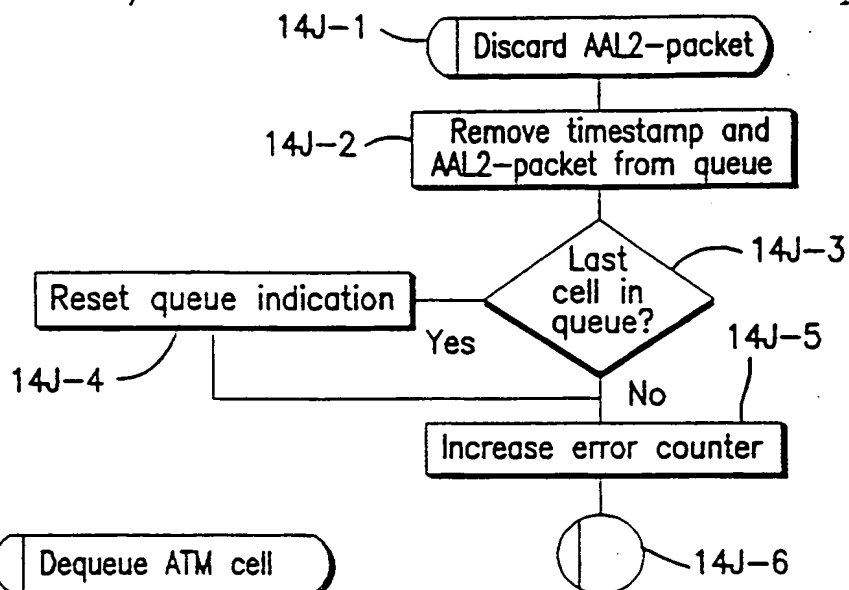 14J-1
Discard AAL2-packet
14J-2
Remove timestamp and
AAL2-packet from queue
14J-3
Last
cell in
queue?
Reset queue indication
Yes
14J-4
No
14J-5
Increase error counter
Dequeue ATM cell
14J-6